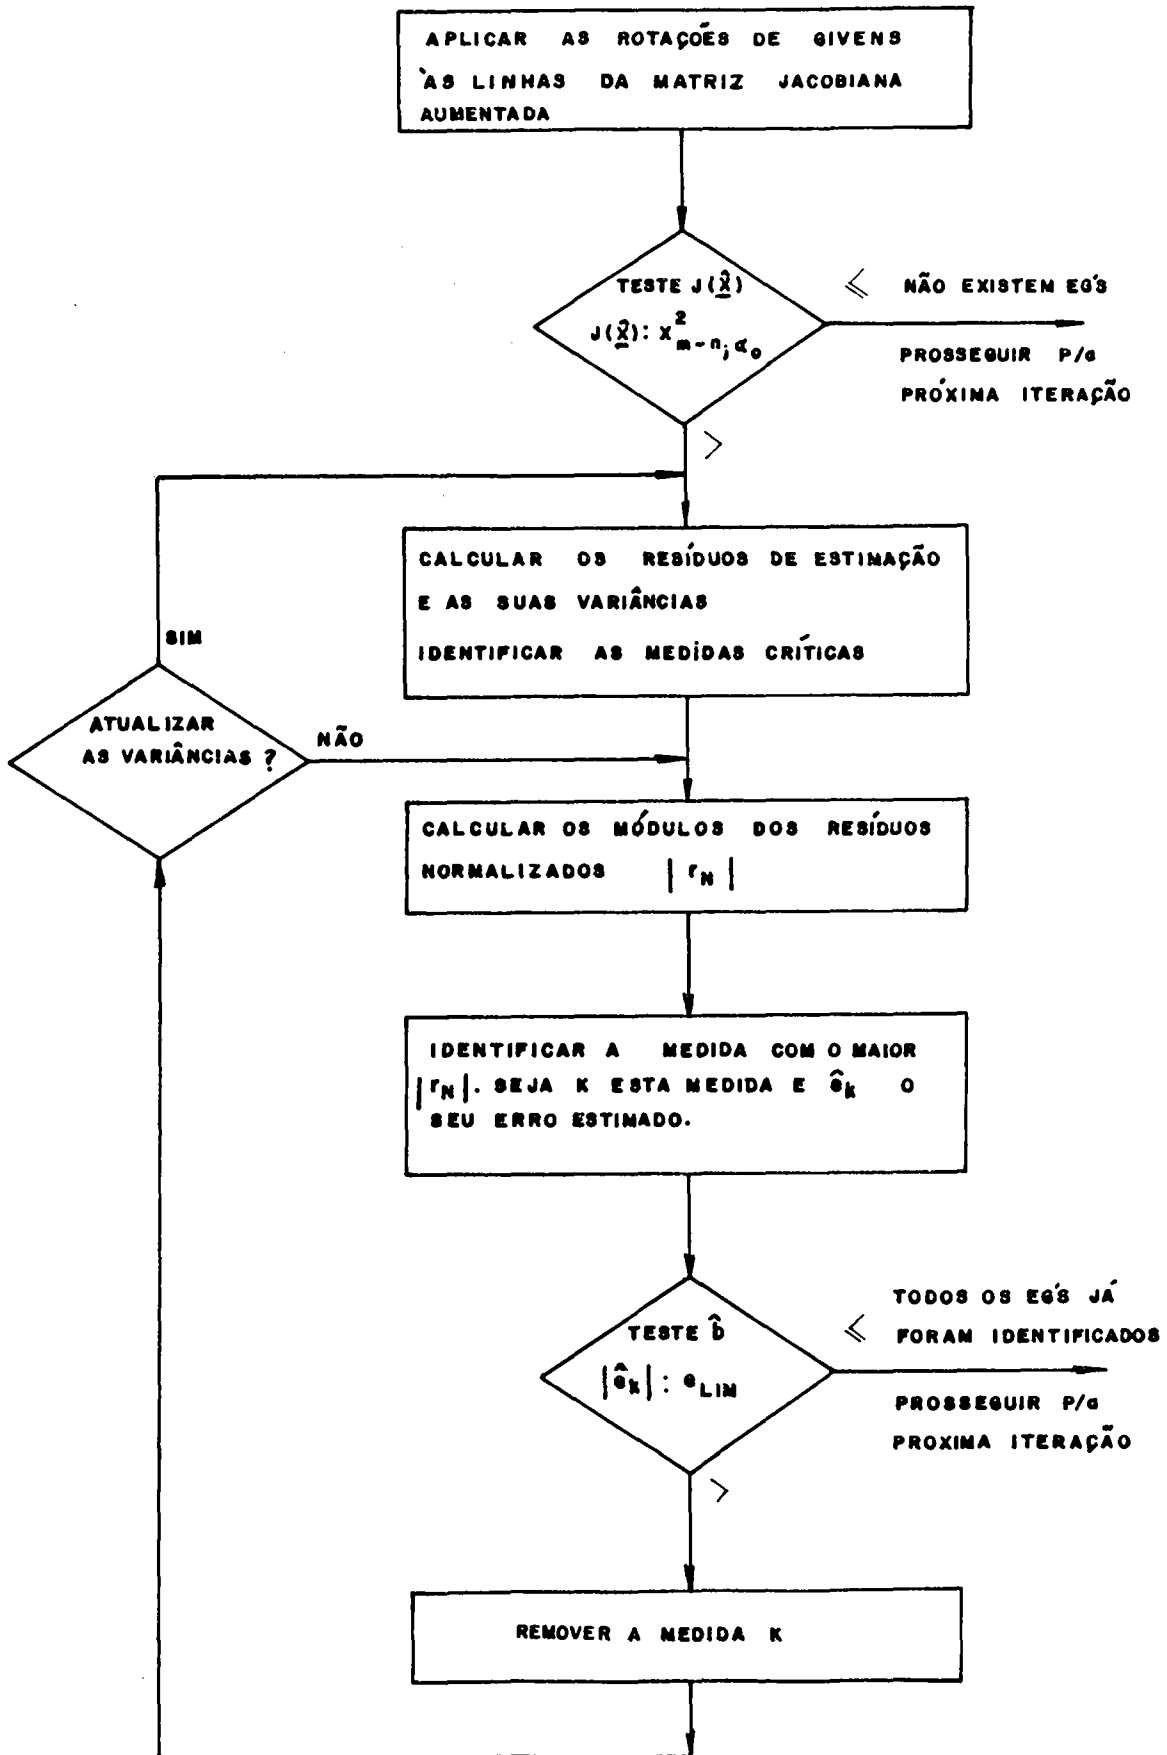 APLICAR AS ROTAÇÕES DE GIVENS
ÀS LINHAS DA MATRIZ JACOBIANA
AUMENTADA
TESTE J(x̂)
J(x̂): X²m-n;α₀
≤ NÃO EXISTEM EG'S
PROSSEGUIR P/a
PRÓXIMA ITERAÇÃO
>
CALCULAR OS RESÍDUOS DE ESTIMAÇÃO
E AS SUAS VARIÂNCIAS
IDENTIFICAR AS MEDIDAS CRÍTICAS
SIM
ATUALIZAR
AS VARIÂNCIAS ?
NÃO
CALCULAR OS MÓDULOS DOS RESÍDUOS
NORMALIZADOS | rN |
IDENTIFICAR A MEDIDA COM O MAIOR
|rN|. SEJA K ESTA MEDIDA E êk O
SEU ERRO ESTIMADO.
TESTE b̂
|êk| : eLIM
TODOS OS EG'S JÁ
≤ FORAM IDENTIFICADOS
PROSSEGUIR P/a
PROXIMA ITERAÇÃO
>
REMOVER A MEDIDA K